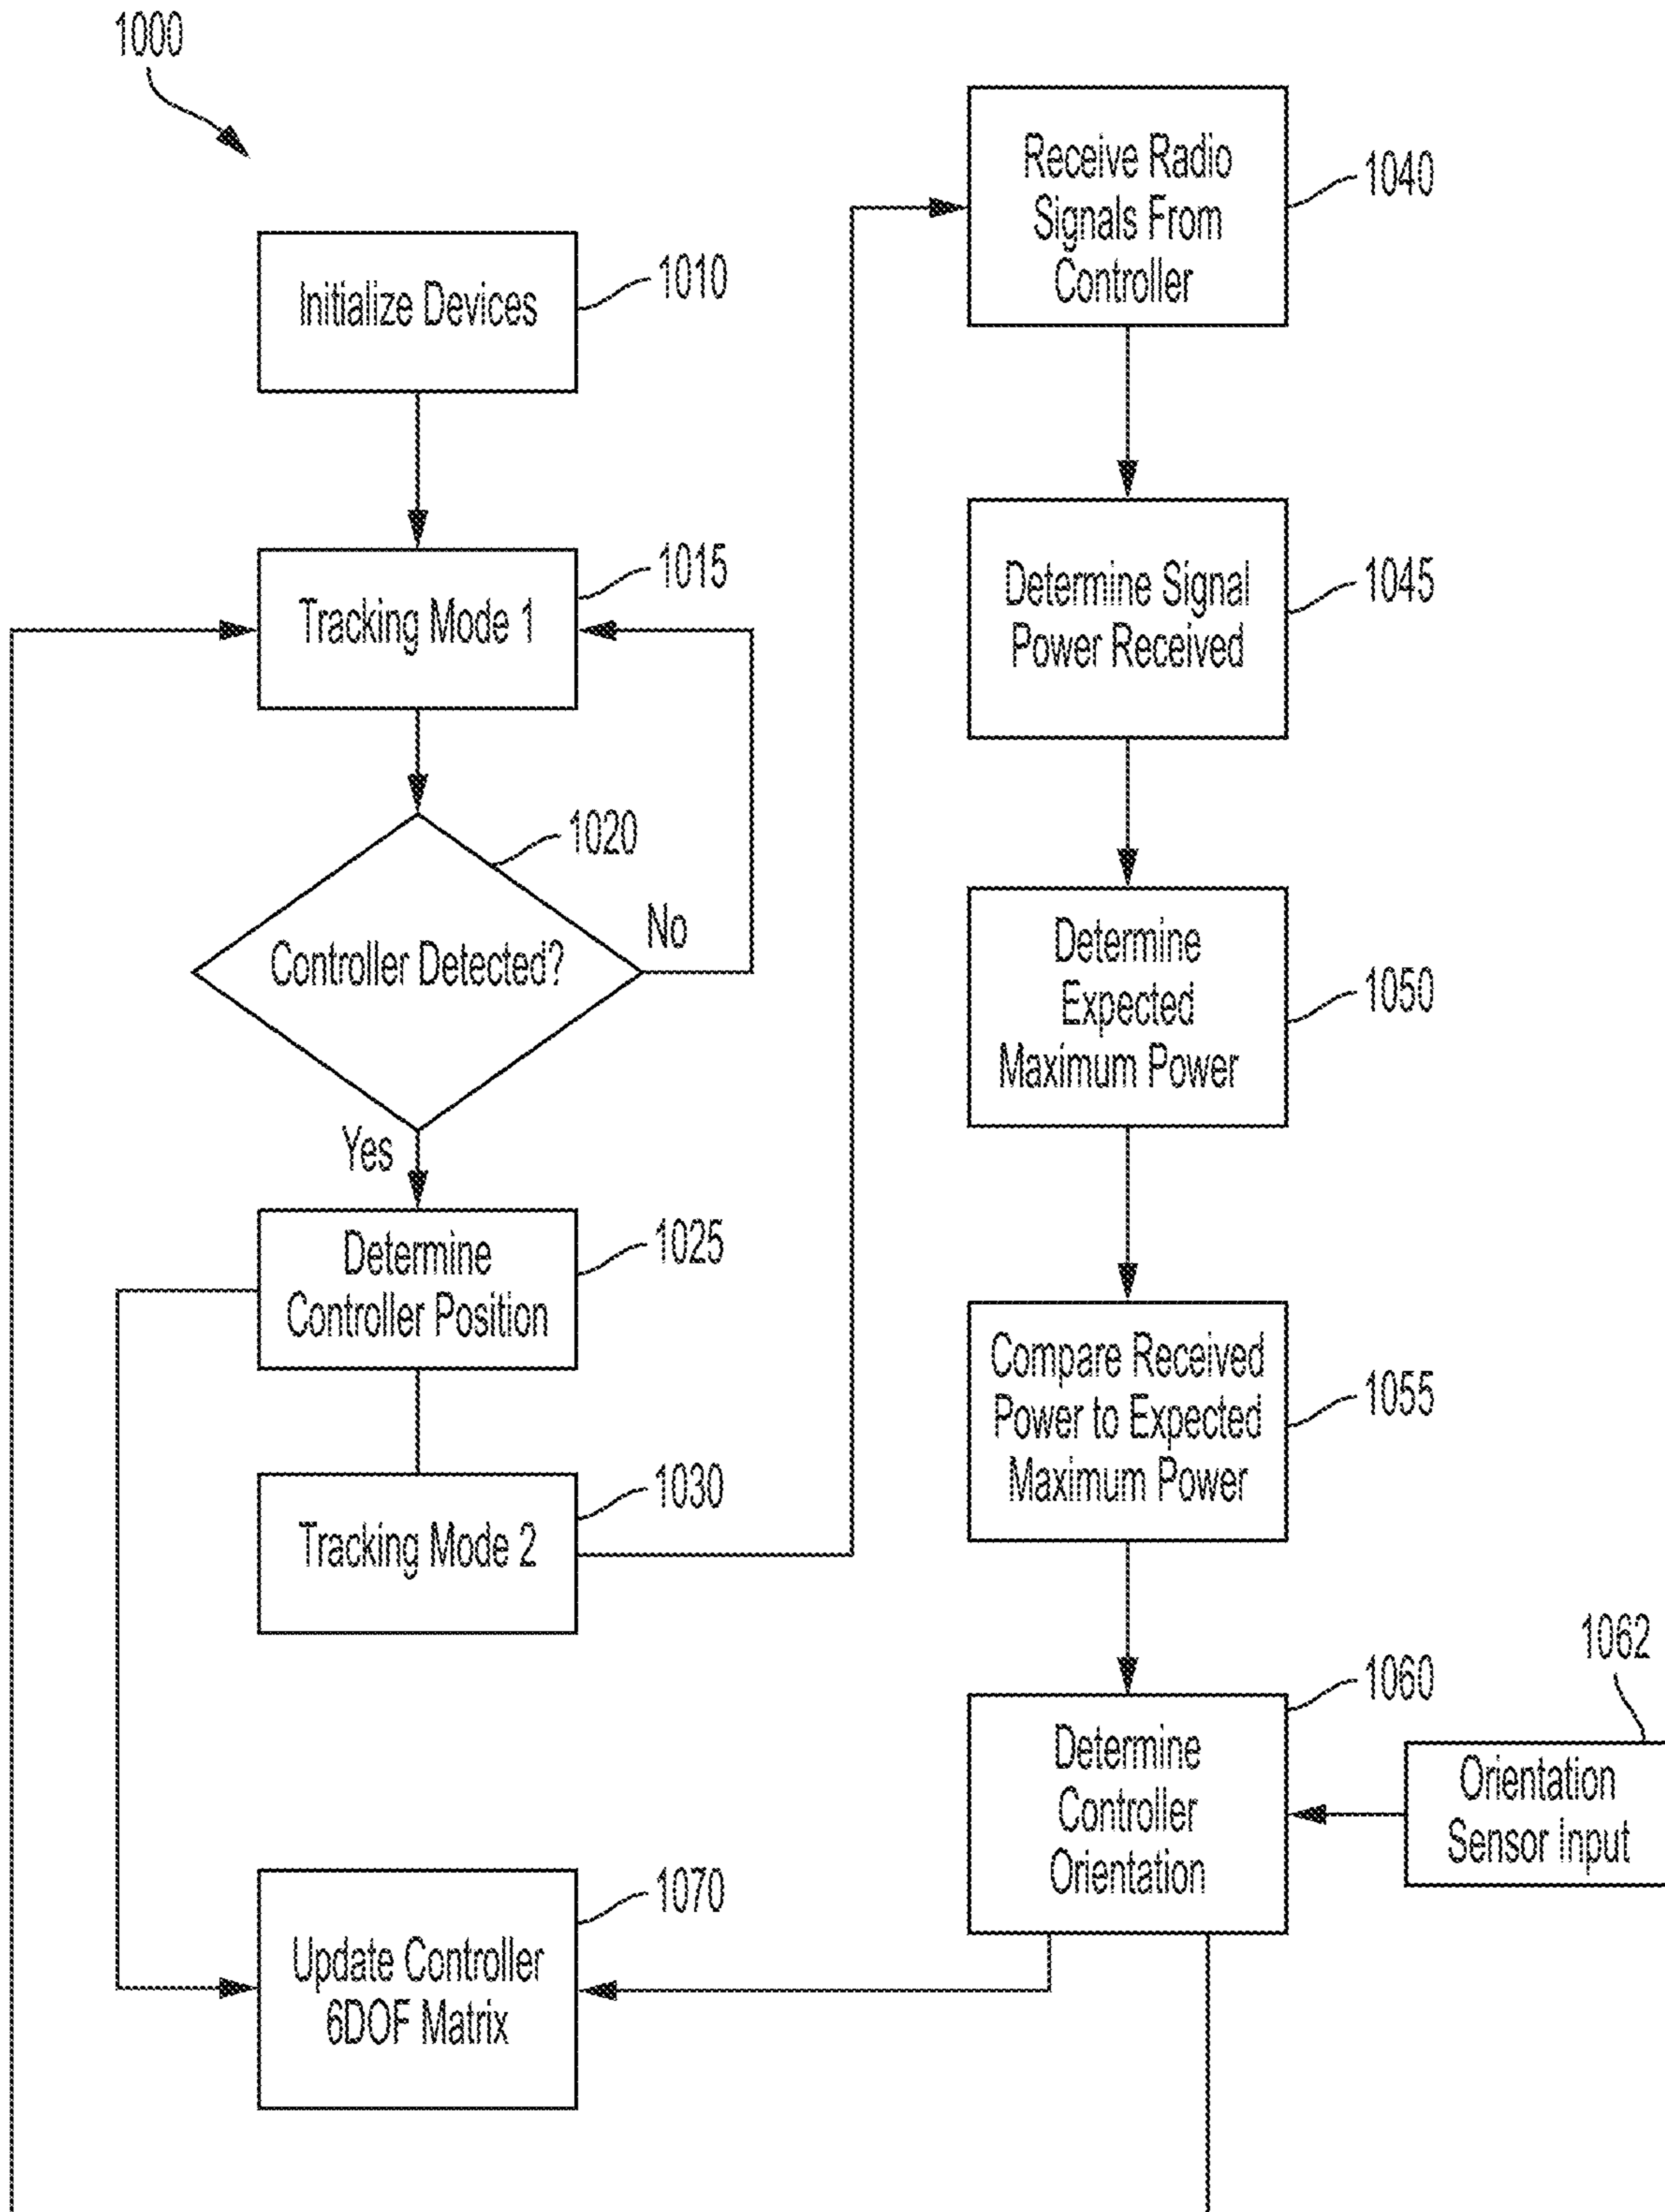 1000
Initialize Devices
1010
Tracking Mode 1
1015
Controller Detected?
1020
No
Yes
Determine
Controller Position
1025
Tracking Mode 2
1030
Receive Radio
Signals From
Controller
1040
Determine Signal
Power Received
1045
Determine
Expected
Maximum Power
1050
Compare Received
Power to Expected
Maximum Power
1055
Determine
Controller
Orientation
1060
Orientation
Sensor Input
1062
Update Controller
6DOF Matrix
1070